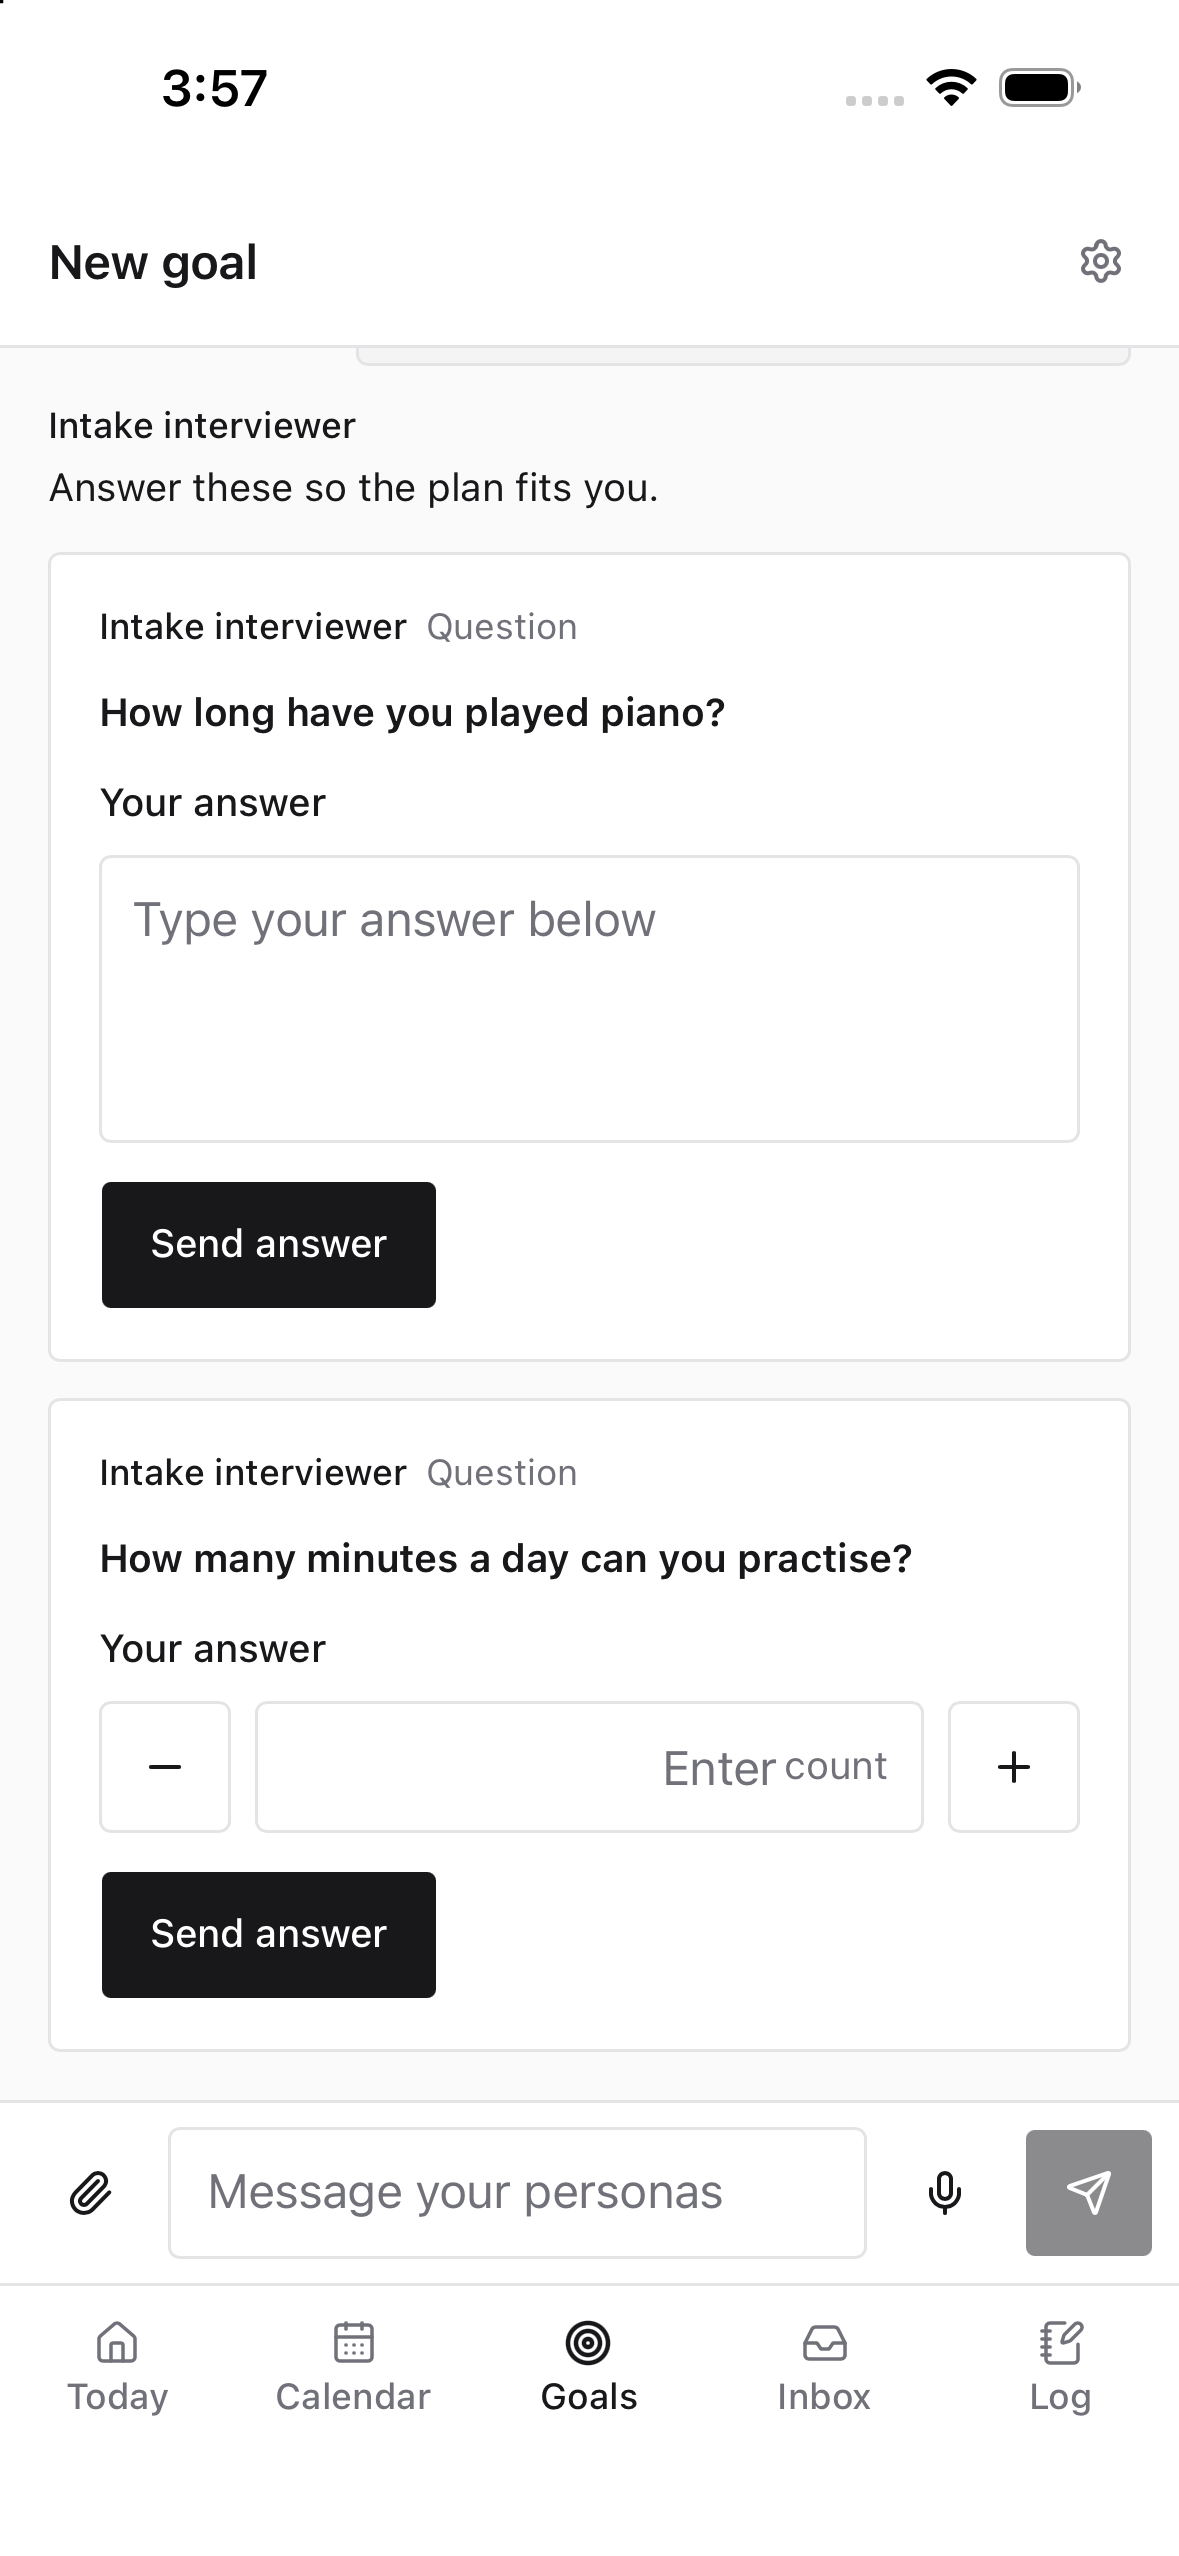 3:57
New goal
Intake interviewer
Answer these so the plan fits you.
Intake interviewer Question
How long have you played piano?
Your answer
Type your answer below
Send answer
Intake interviewer Question
How many minutes a day can you practise?
Your answer
Enter count
Send answer
Message your personas
Today Calendar Goals Inbox Log